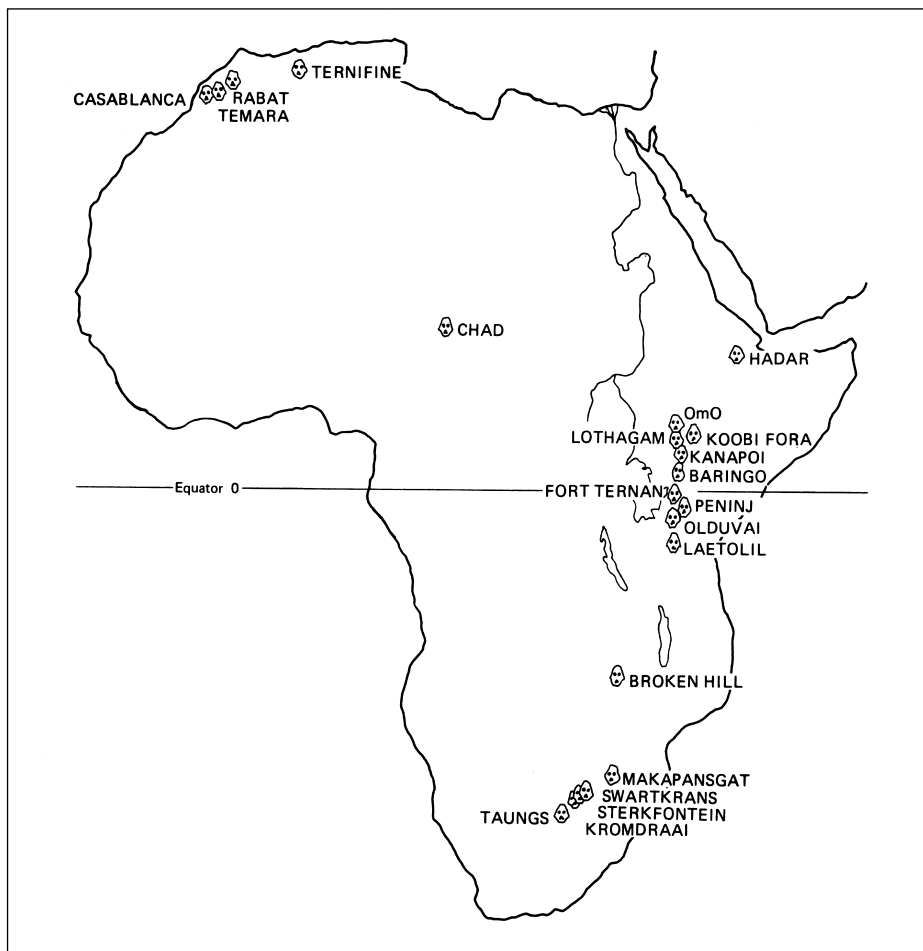 TERNIFINE
CASABLANCA
RABAT
TEMARA
CHAD
HADAR
OmO
LOTHAGAM
KOOBI FORA
KANAPOI
BARINGO
Equator 0
FORT TERNAN
PENINJ
OLDUVAI
LAETOLIL
BROKEN HILL
MAKAPANSGAT
SWARTKRANS
TAUNGS
STERKFONTEIN
KROMDRAAI